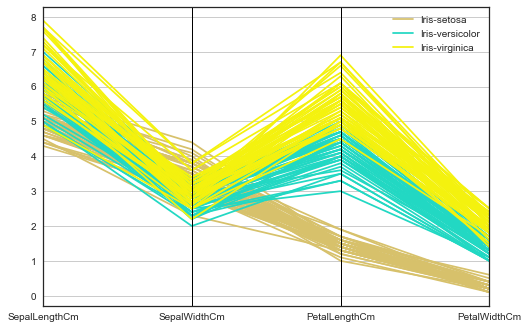 8
7
6
5
4
3
2
1
0
Iris-setosa
Iris-versicolor
Iris-virginica
SepalLengthCm SepalWidthCm PetalLengthCm PetalWidthCm